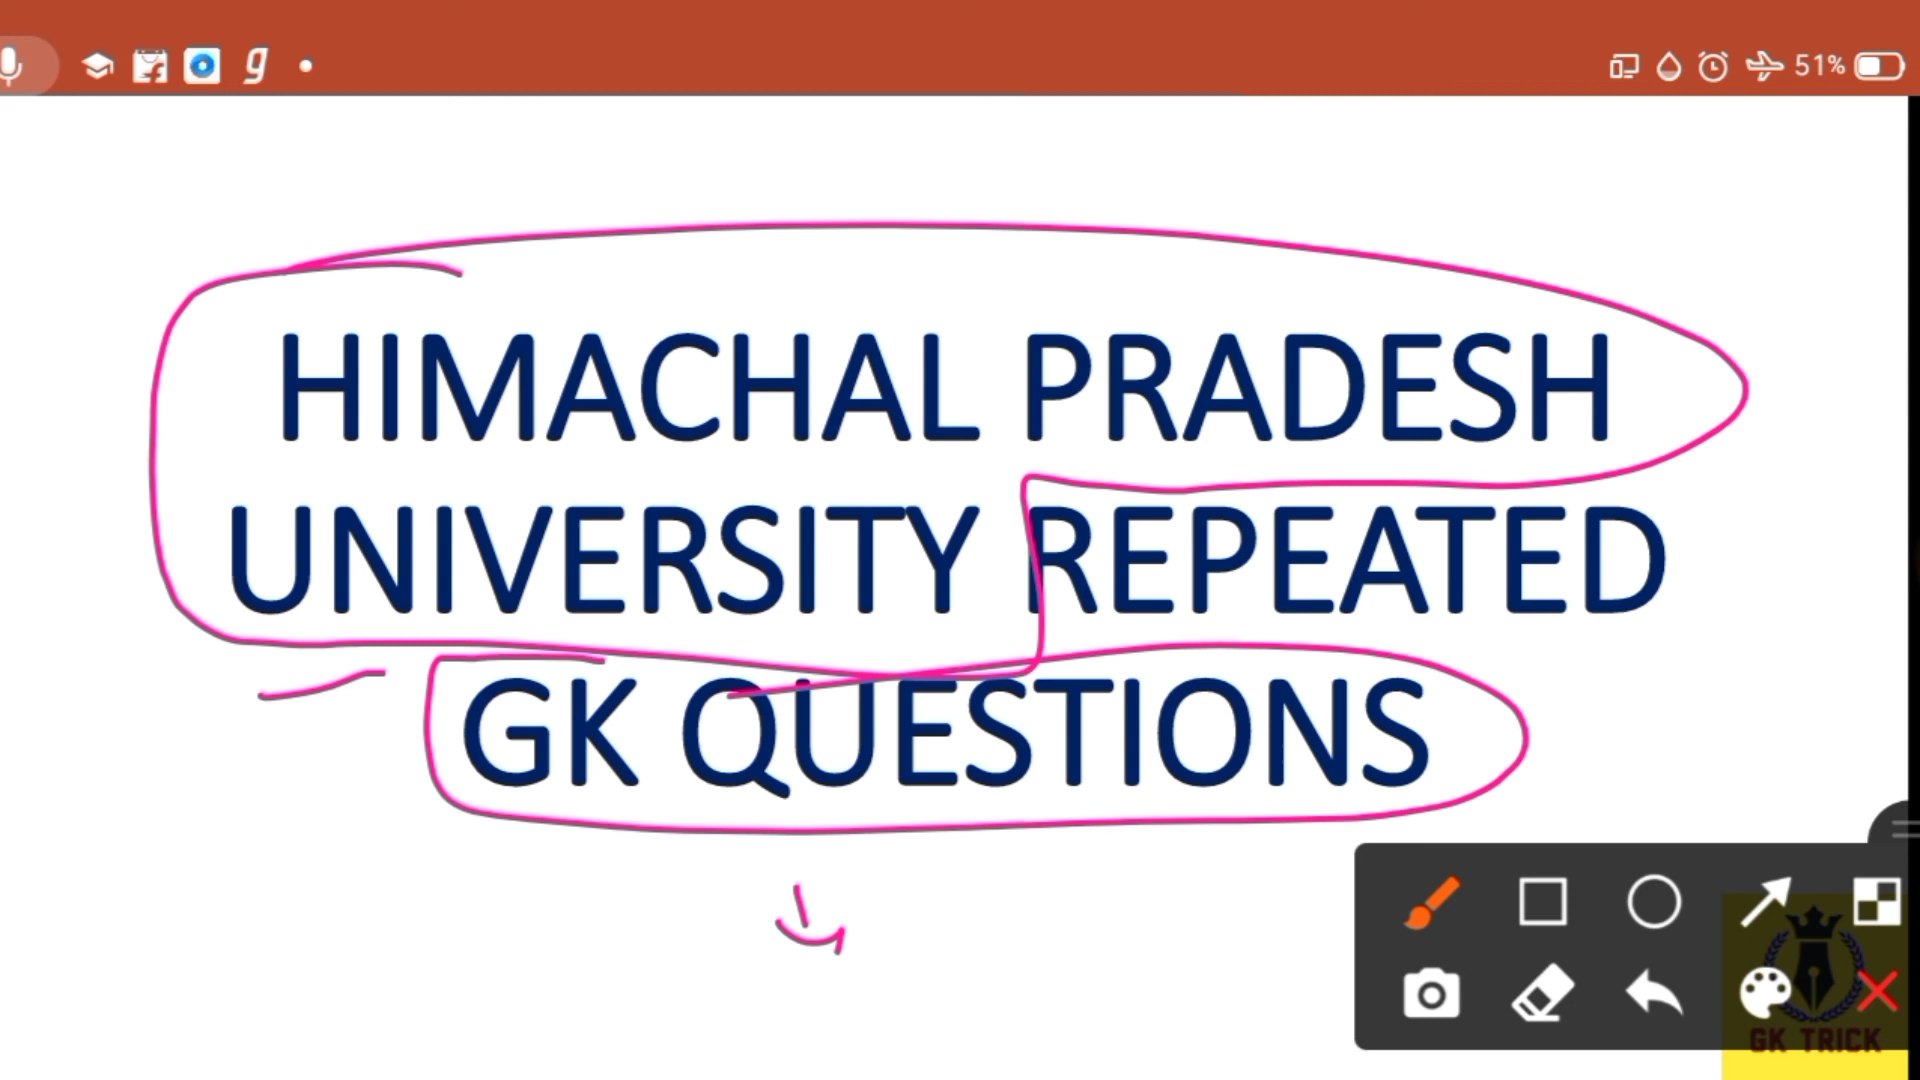 51%
HIMACHAL PRADESH
UNIVERSITY REPEATED
GK QUESTIONS
GK TRICK